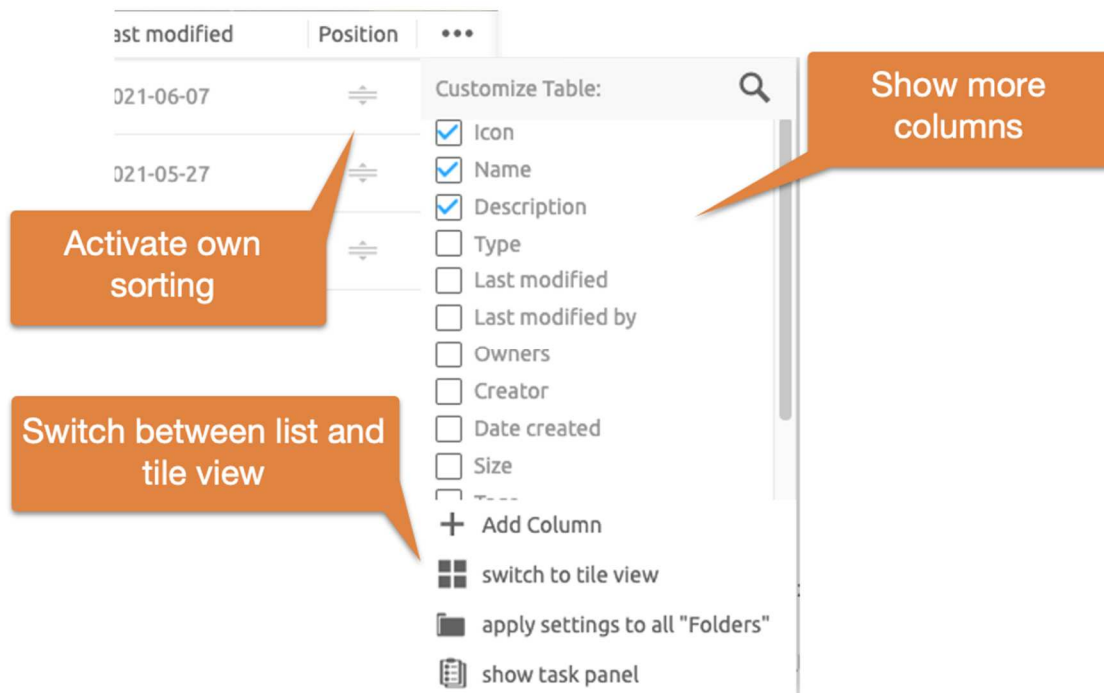 ast modified Position
Customize Table:
Show more
columns
021-06-07
Icon
Name
021-05-27
Description
Activate own
sorting
Type
Last modified
Last modified by
Owners
Creator
Switch between list and
tile view
Date created
Size
Add Column
switch to tile view
apply settings to all "Folders"
show task panel